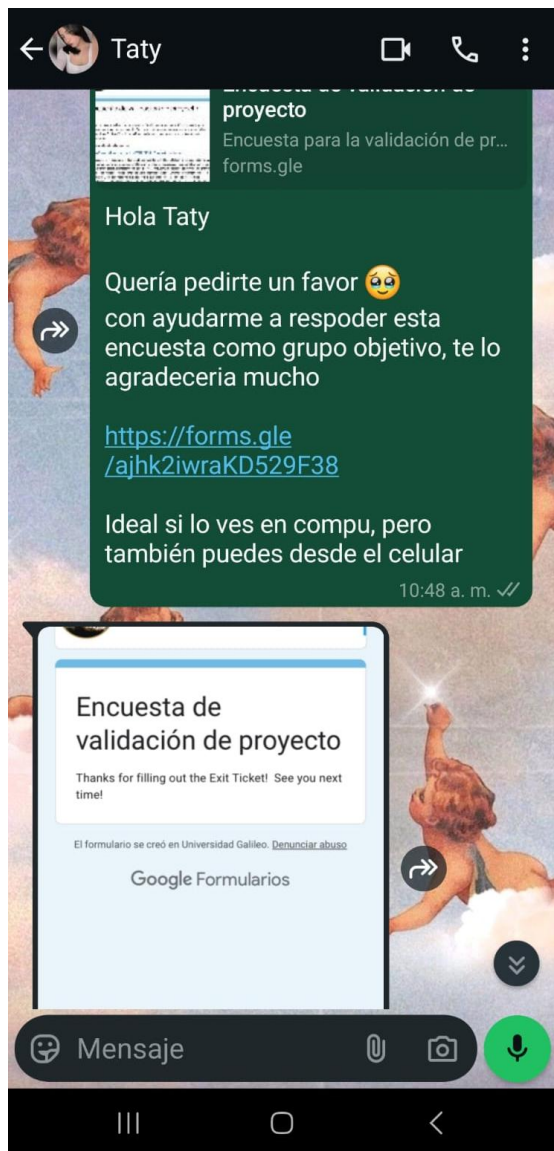 Taty
proyecto
Encuesta para la validación de pr...
forms.gle
Hola Taty
Quería pedirte un favor 🥹
con ayudarme a respoder esta
encuesta como grupo objetivo, te lo
agradeceria mucho
https://forms.gle
/ajhk2iwraKD529F38
Ideal si lo ves en compu, pero
también puedes desde el celular
10:48 a. m.
Encuesta de
validación de proyecto
Thanks for filling out the Exit Ticket! See you next
time!
El formulario se creó en Universidad Galileo. Denunciar abuso
Google Formularios
Mensaje